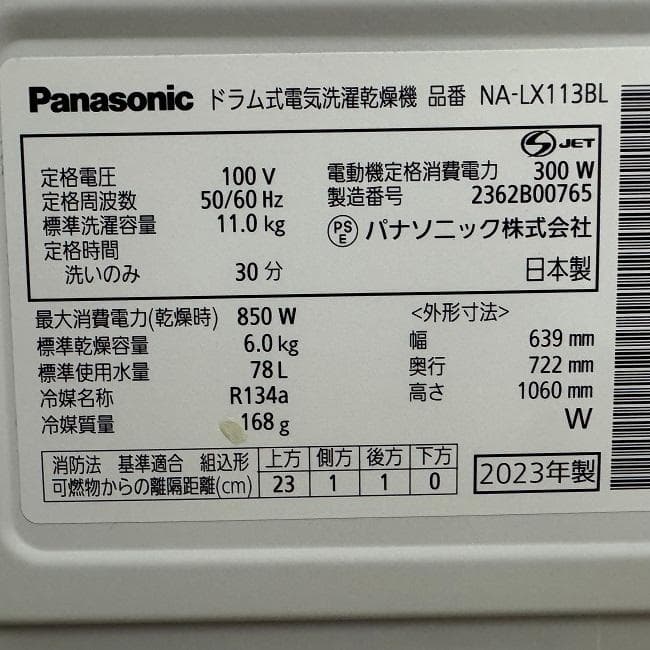 Panasonic ドラム式電気洗濯乾燥機 品番 NA-LX113BL
S JET
定格電圧 100 V
定格周波数 50/60 Hz
標準洗濯容量 11.0 kg
定格時間
洗いのみ 30 分
電動機定格消費電力 300 W
製造番号 2362B00765
PSE パナソニック株式会社
日本製
最大消費電力(乾燥時) 850 W
標準乾燥容量 6.0 kg
標準使用水量 78 L
冷媒名称 R134a
冷媒質量 168 g
<外形寸法>
幅 639 mm
奥行 722 mm
高さ 1060 mm
W
消防法 基準適合 組込形 上方 側方 後方 下方
可燃物からの離隔距離(cm) 23 1 1 0
2023年製